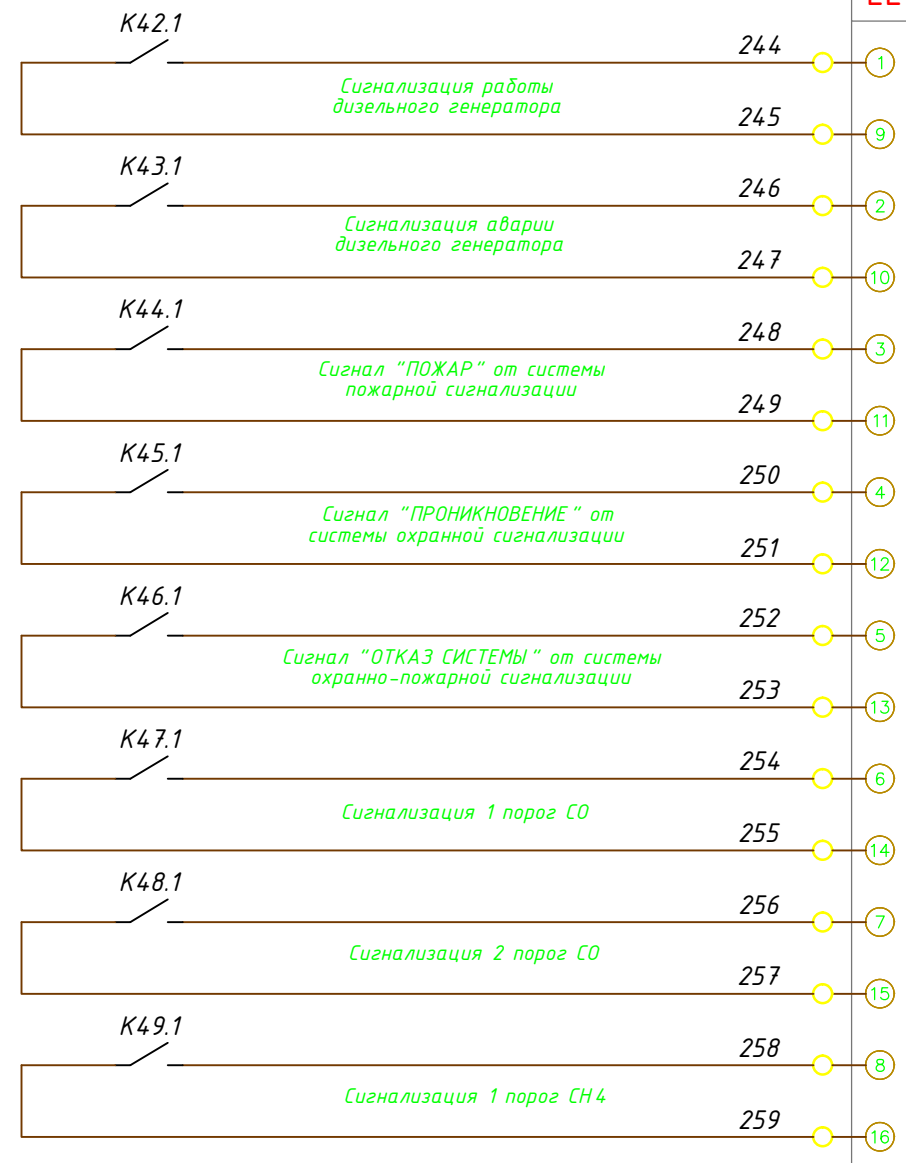 K42.1
244
1
Сигнализация работы
дизельного генератора
245
9
K43.1
246
2
Сигнализация аварии
дизельного генератора
247
10
K44.1
248
3
Сигнал "ПОЖАР" от системы
пожарной сигнализации
249
11
K45.1
250
4
Сигнал "ПРОНИКНОВЕНИЕ" от
системы охранной сигнализации
251
12
K46.1
252
5
Сигнал "ОТКАЗ СИСТЕМЫ" от системы
охранно-пожарной сигнализации
253
13
K47.1
254
6
Сигнализация 1 порог СО
255
14
K48.1
256
7
Сигнализация 2 порог СО
257
15
K49.1
258
8
Сигнализация 1 порог СН4
259
16